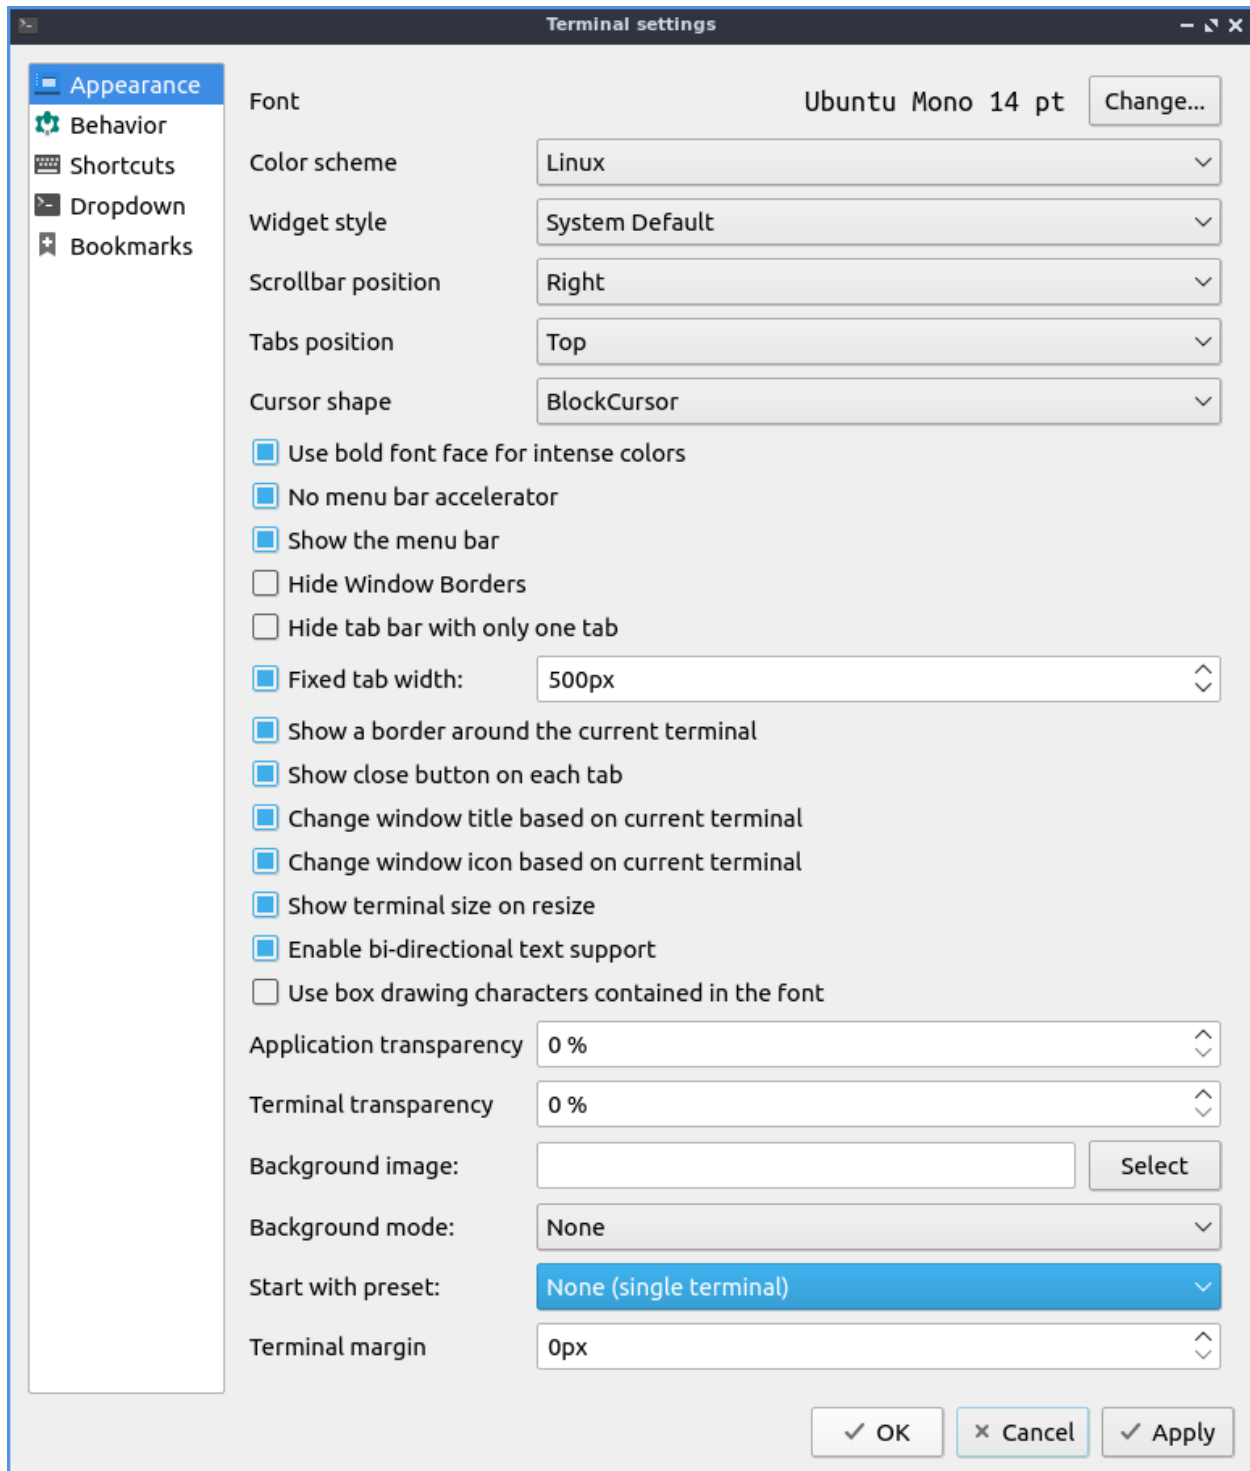 Terminal settings
Appearance
Behavior
Shortcuts
Dropdown
Bookmarks
Font Ubuntu Mono 14 pt Change...
Color scheme Linux
Widget style System Default
Scrollbar position Right
Tabs position Top
Cursor shape BlockCursor
Use bold font face for intense colors
No menu bar accelerator
Show the menu bar
Hide Window Borders
Hide tab bar with only one tab
Fixed tab width: 500px
Show a border around the current terminal
Show close button on each tab
Change window title based on current terminal
Change window icon based on current terminal
Show terminal size on resize
Enable bi-directional text support
Use box drawing characters contained in the font
Application transparency 0 %
Terminal transparency 0 %
Background image: Select
Background mode: None
Start with preset: None (single terminal)
Terminal margin 0px
OK Cancel Apply